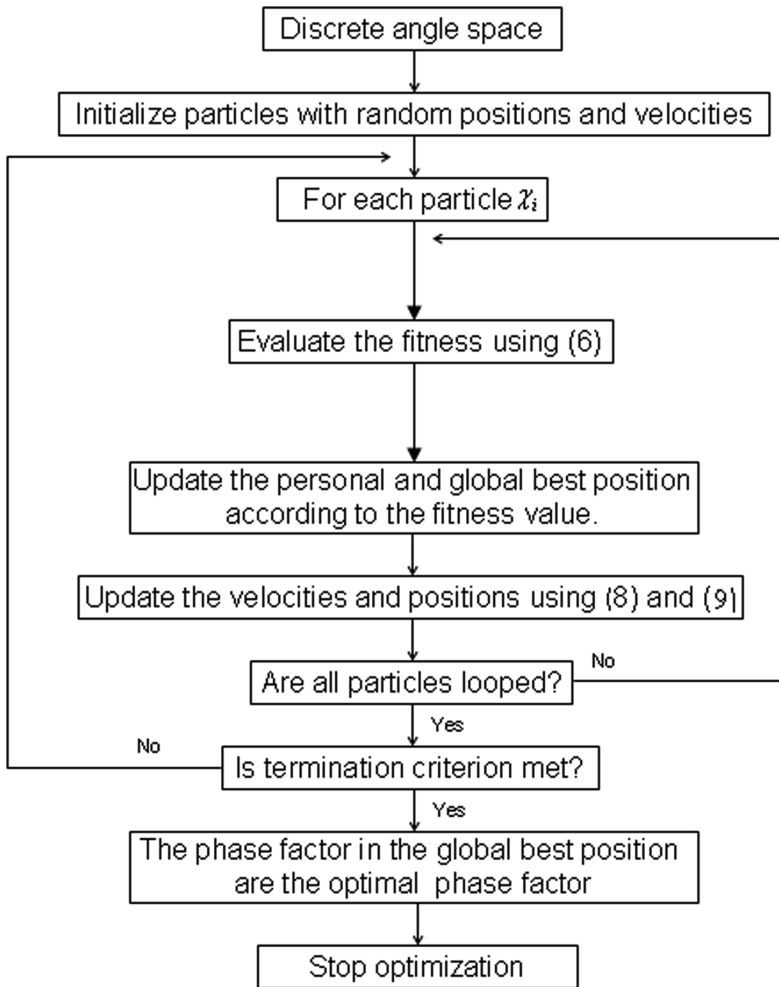 Discrete angle space
Initialize particles with random positions and velocities
For each particle 𝜒ᵢ
Evaluate the fitness using (6)
Update the personal and global best position
according to the fitness value.
Update the velocities and positions using (8) and (9)
Are all particles looped?
No
Yes
No
Is termination criterion met?
Yes
The phase factor in the global best position
are the optimal phase factor
Stop optimization